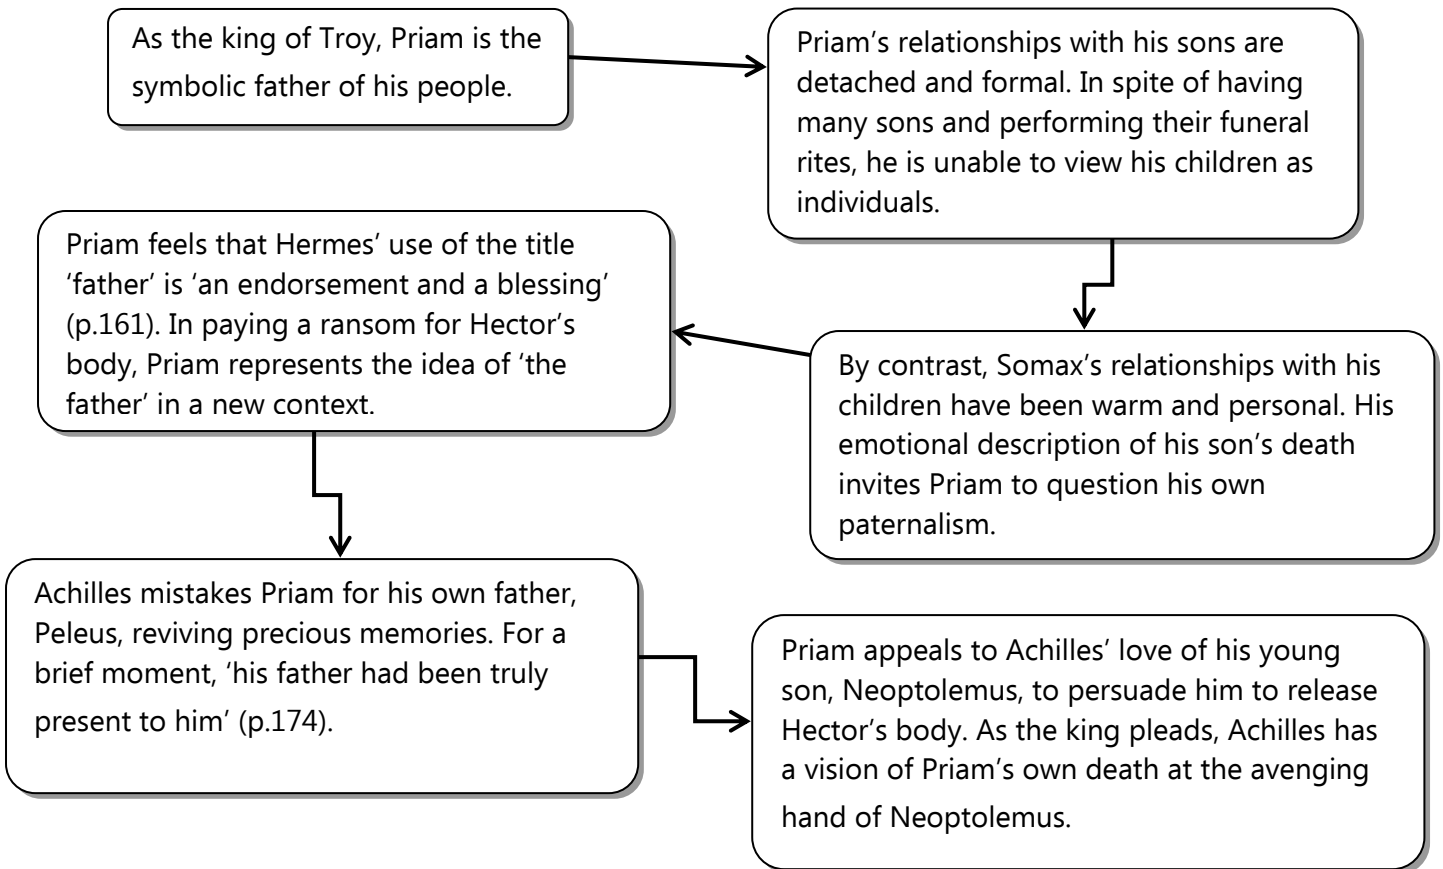 As the king of Troy, Priam is the
symbolic father of his people.
Priam’s relationships with his sons are
detached and formal. In spite of having
many sons and performing their funeral
rites, he is unable to view his children as
individuals.
By contrast, Somax’s relationships with his
children have been warm and personal. His
emotional description of his son’s death
invites Priam to question his own
paternalism.
Priam feels that Hermes’ use of the title
‘father’ is ‘an endorsement and a blessing’
(p.161). In paying a ransom for Hector’s
body, Priam represents the idea of ‘the
father’ in a new context.
Achilles mistakes Priam for his own father,
Peleus, reviving precious memories. For a
brief moment, ‘his father had been truly
present to him’ (p.174).
Priam appeals to Achilles’ love of his young
son, Neoptolemus, to persuade him to release
Hector’s body. As the king pleads, Achilles has
a vision of Priam’s own death at the avenging
hand of Neoptolemus.